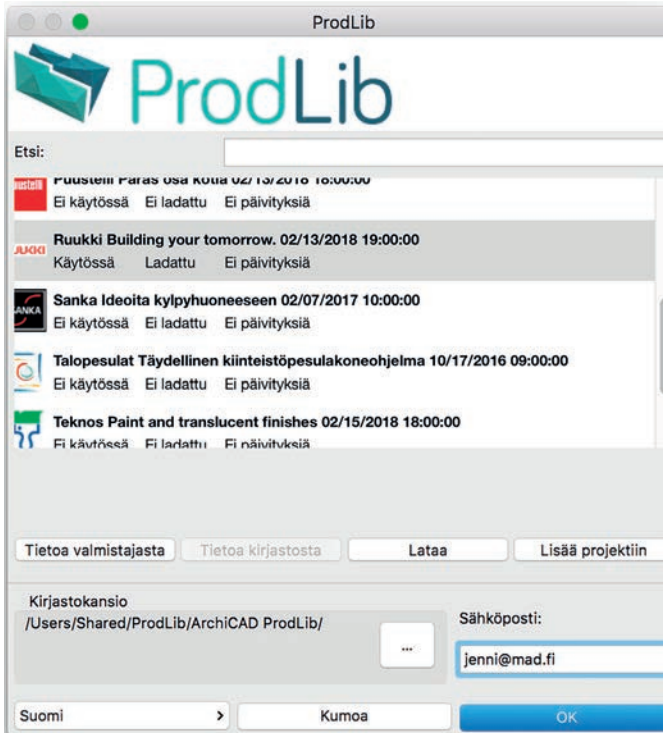 ProdLib
ProdLib
Etsi:
Puustelli Paras osa kotia 02/13/2018 18:00:00
Ei käytössä Ei ladattu Ei päivityksiä
Ruukki Building your tomorrow. 02/13/2018 19:00:00
Käytössä Ladattu Ei päivityksiä
Sanka Ideoita kylpyhuoneeseen 02/07/2017 10:00:00
Ei käytössä Ei ladattu Ei päivityksiä
Talopesulat Täydellinen kiinteistöpesulakoneohjelma 10/17/2016 09:00:00
Ei käytössä Ei ladattu Ei päivityksiä
Teknos Paint and translucent finishes 02/15/2018 18:00:00
Ei käytössä Ei ladattu Ei päivityksiä
Tietoa valmistajasta Tietoa kirjastosta Lataa Lisää projektiin
Kirjastokansio
/Users/Shared/ProdLib/ArchiCAD ProdLib/
...
Sähköposti:
jenni@mad.fi
Suomi > Kumoa OK